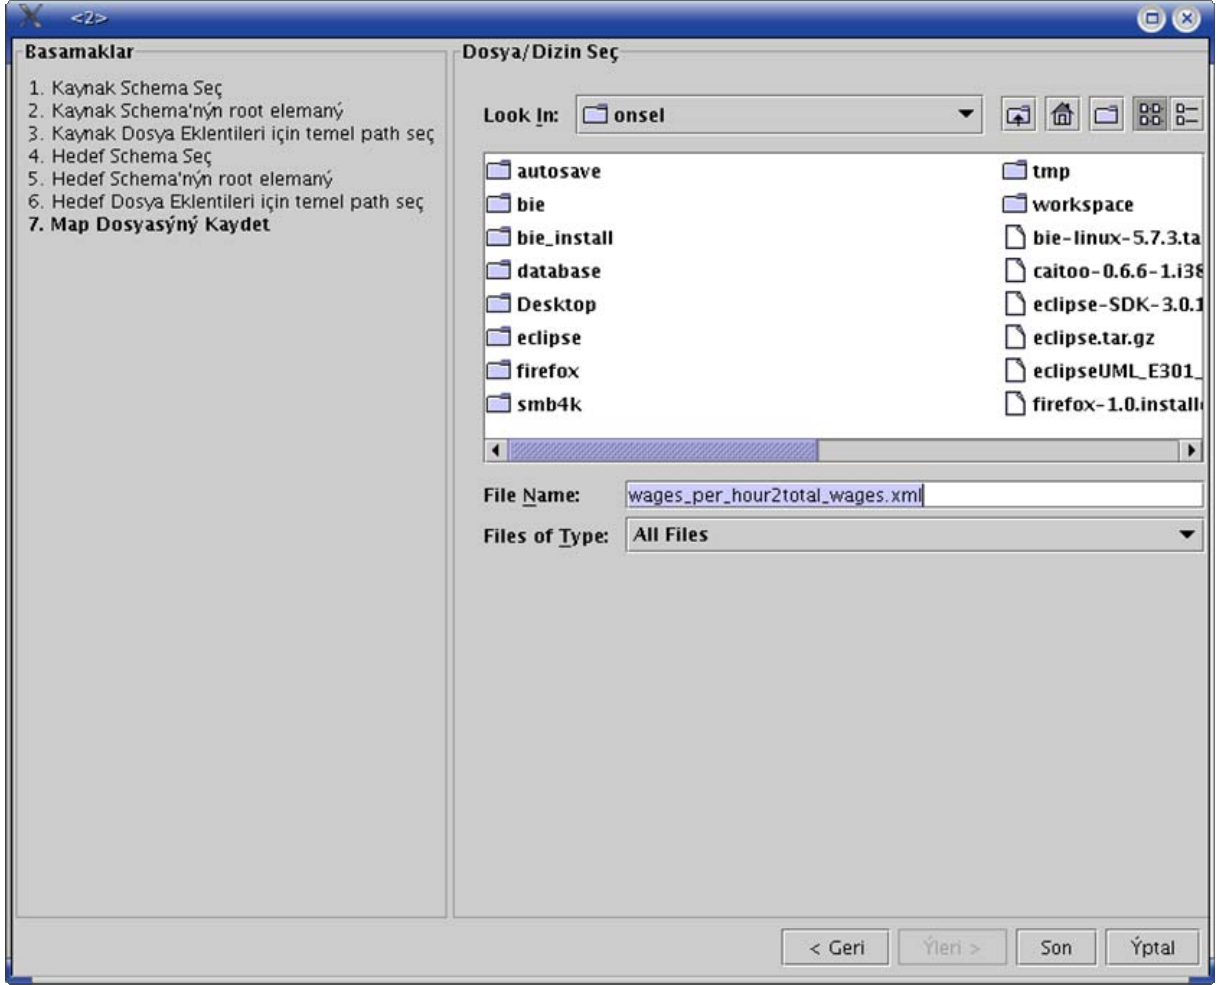 <2>
Basamaklar
1. Kaynak Schema Seç
2. Kaynak Schema'nýn root elemaný
3. Kaynak Dosya Eklentileri için temel path seç
4. Hedef Schema Seç
5. Hedef Schema'nýn root elemaný
6. Hedef Dosya Eklentileri için temel path seç
7. Map Dosyasýný Kaydet
Dosya/Dizin Seç
Look In: onsel
autosave
bie
bie_install
database
Desktop
eclipse
firefox
smb4k
tmp
workspace
bie-linux-5.7.3.ta
caitoo-0.6.6-1.i38
eclipse-SDK-3.0.1
eclipse.tar.gz
eclipseUML_E301_
firefox-1.0.install
File Name: wages_per_hour2total_wages.xml
Files of Type: All Files
< Geri Ýleri > Son Ýptal